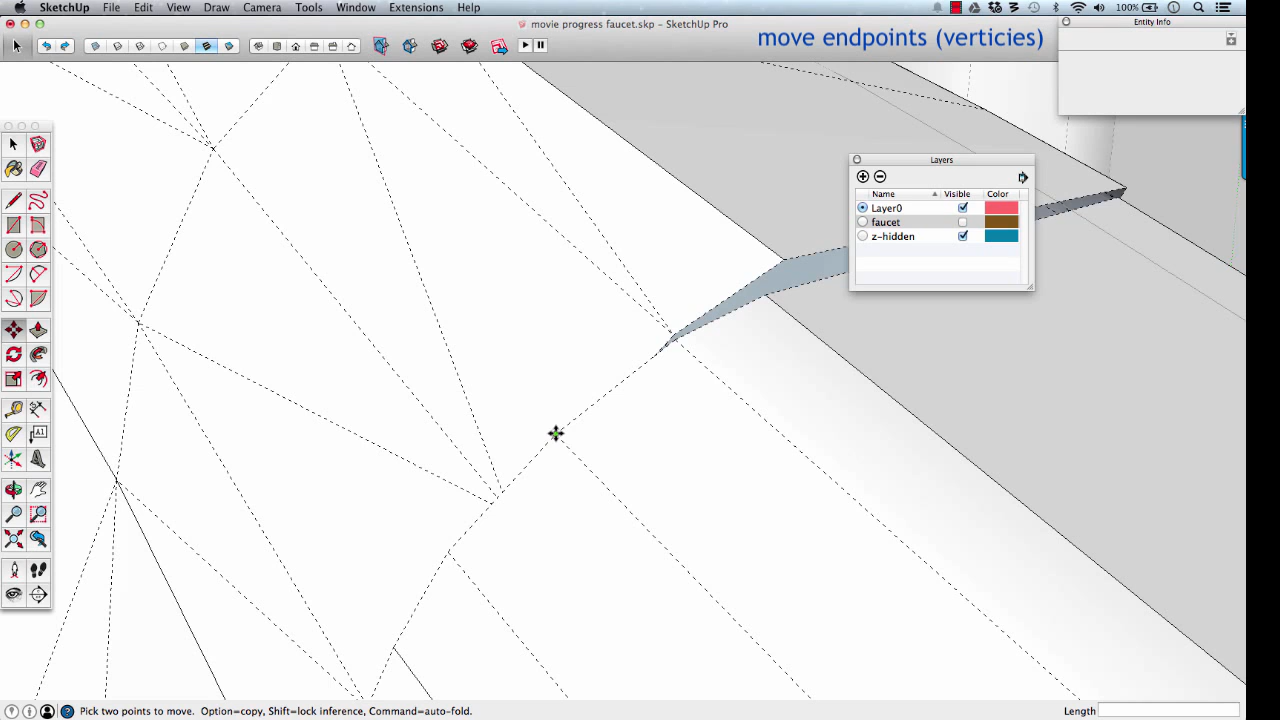 SketchUp File Edit View Draw Camera Tools Window Extensions Help 100%
movie progress faucet.skp – SketchUp Pro
Entity Info
move endpoints (verticies)
Layers
Name Visible Color
Layer0
faucet
z-hidden
A1
Pick two points to move. Option=copy, Shift=lock inference, Command=auto-fold. Length